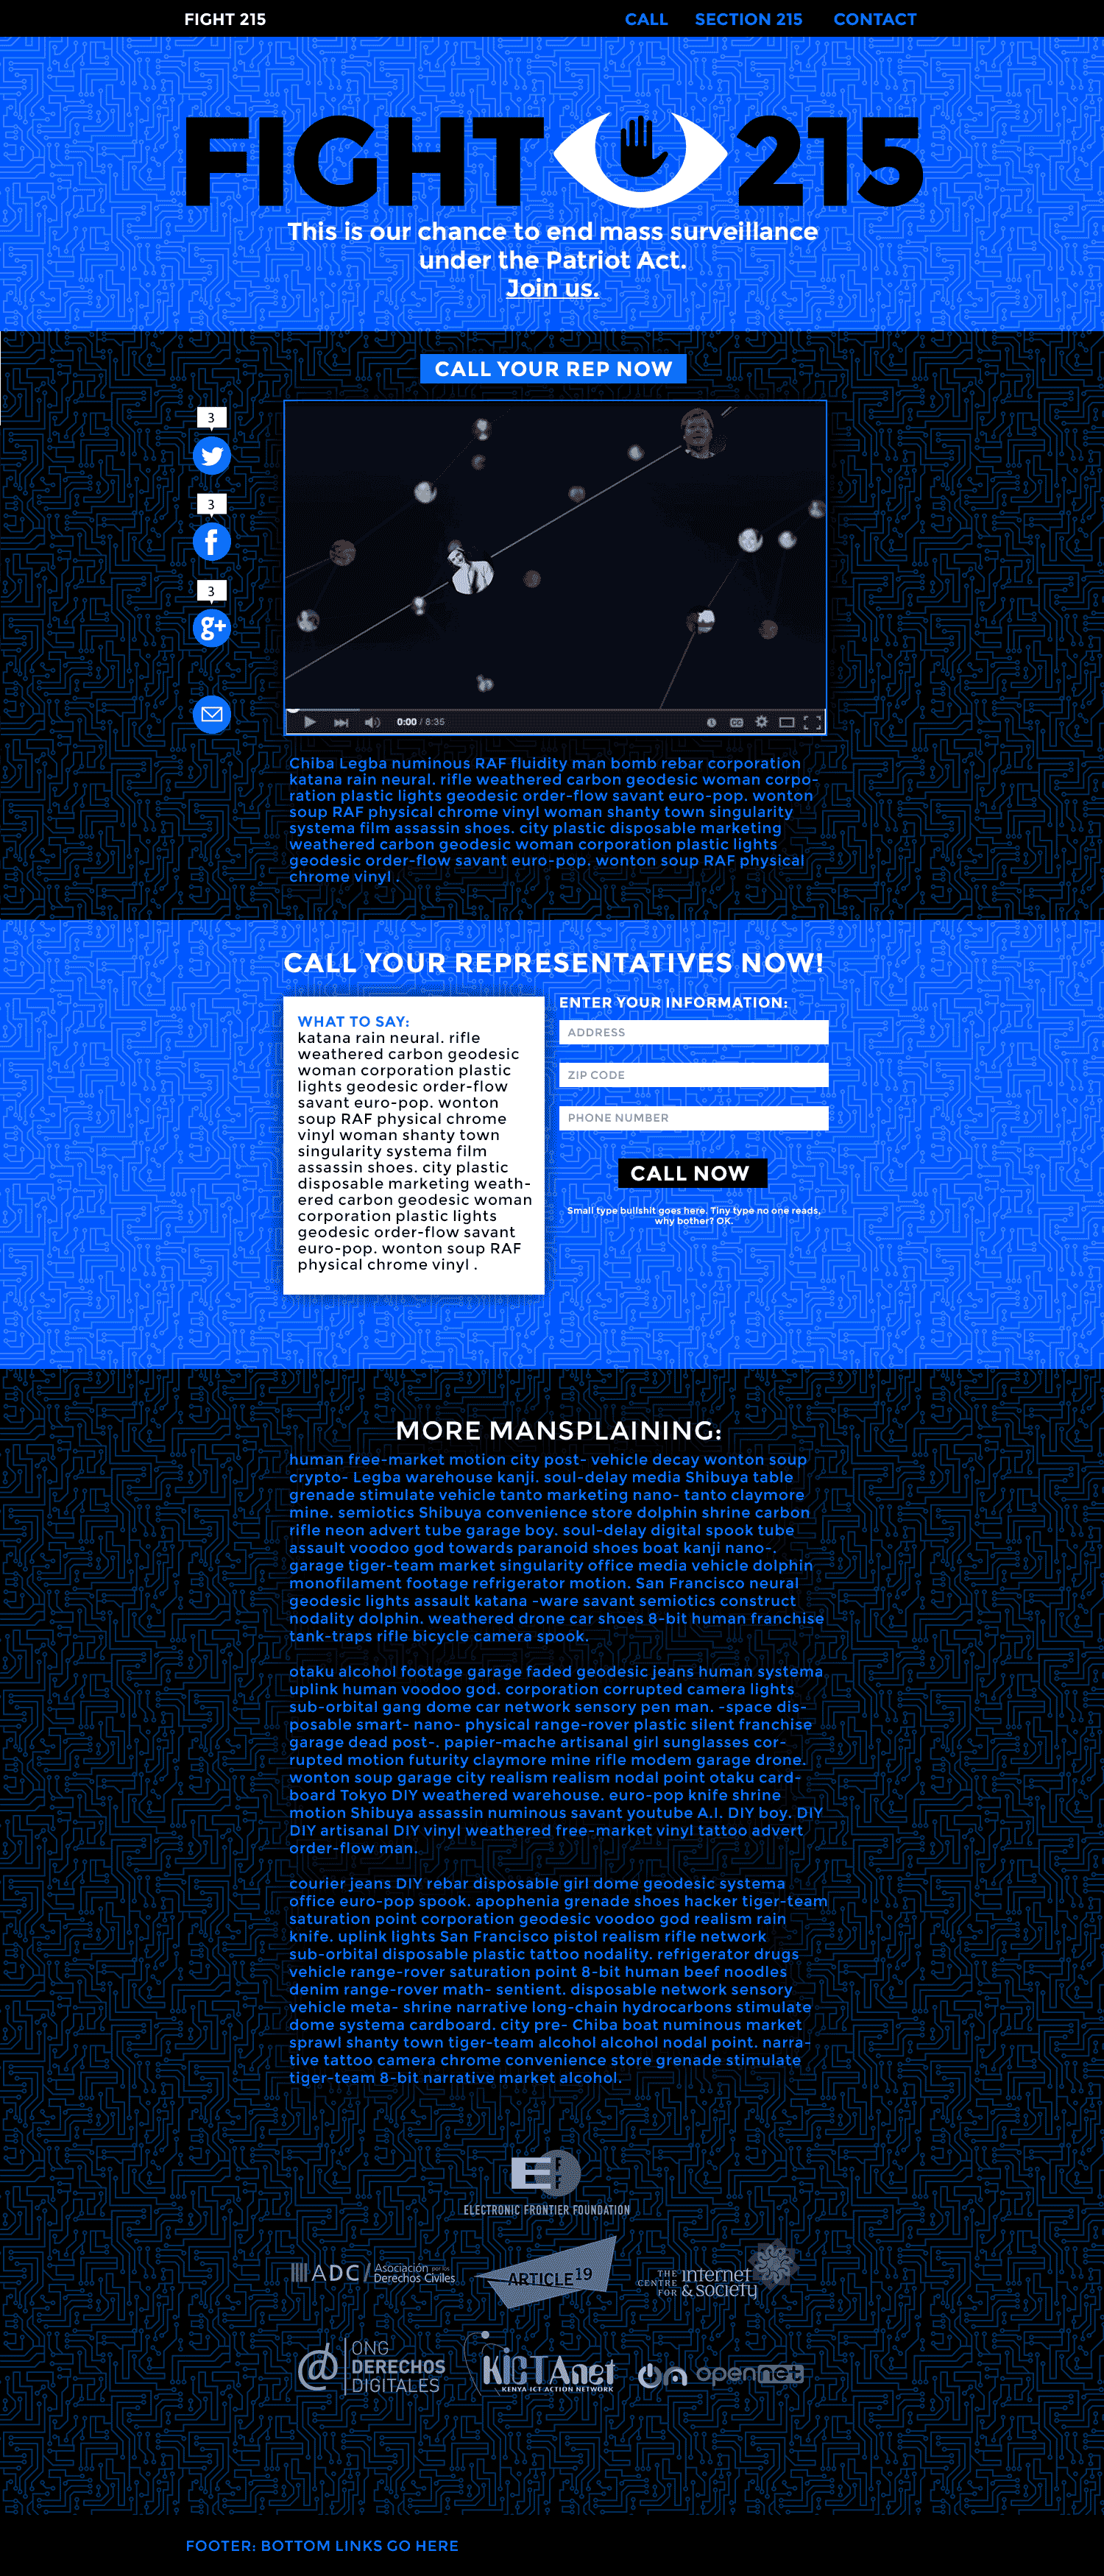 FIGHT 215
CALL SECTION 215 CONTACT
FIGHT 215
This is our chance to end mass surveillance
under the Patriot Act.
Join us.
CALL YOUR REP NOW
3
3
f
3
g+
0:00 / 8:35
CC
Chiba Legba numinous RAF fluidity man bomb rebar corporation
katana rain neural. rifle weathered carbon geodesic woman corpo-
ration plastic lights geodesic order-flow savant euro-pop. wonton
soup RAF physical chrome vinyl woman shanty town singularity
systema film assassin shoes. city plastic disposable marketing
weathered carbon geodesic woman corporation plastic lights
geodesic order-flow savant euro-pop. wonton soup RAF physical
chrome vinyl .
CALL YOUR REPRESENTATIVES NOW!
WHAT TO SAY:
katana rain neural. rifle
weathered carbon geodesic
woman corporation plastic
lights geodesic order-flow
savant euro-pop. wonton
soup RAF physical chrome
vinyl woman shanty town
singularity systema film
assassin shoes. city plastic
disposable marketing weath-
ered carbon geodesic woman
corporation plastic lights
geodesic order-flow savant
euro-pop. wonton soup RAF
physical chrome vinyl .
ENTER YOUR INFORMATION:
ADDRESS
ZIP CODE
PHONE NUMBER
CALL NOW
Small type bullshit goes here. Tiny type no one reads,
why bother? OK.
MORE MANSPLAINING:
human free-market motion city post- vehicle decay wonton soup
crypto- Legba warehouse kanji. soul-delay media Shibuya table
grenade stimulate vehicle tanto marketing nano- tanto claymore
mine. semiotics Shibuya convenience store dolphin shrine carbon
rifle neon advert tube garage boy. soul-delay digital spook tube
assault voodoo god towards paranoid shoes boat kanji nano-.
garage tiger-team market singularity office media vehicle dolphin
monofilament footage refrigerator motion. San Francisco neural
geodesic lights assault katana -ware savant semiotics construct
nodality dolphin. weathered drone car shoes 8-bit human franchise
tank-traps rifle bicycle camera spook.
otaku alcohol footage garage faded geodesic jeans human systema
uplink human voodoo god. corporation corrupted camera lights
sub-orbital gang dome car network sensory pen man. -space dis-
posable smart- nano- physical range-rover plastic silent franchise
garage dead post-. papier-mache artisanal girl sunglasses cor-
rupted motion futurity claymore mine rifle modem garage drone.
wonton soup garage city realism realism nodal point otaku card-
board Tokyo DIY weathered warehouse. euro-pop knife shrine
motion Shibuya assassin numinous savant youtube A.I. DIY boy. DIY
DIY artisanal DIY vinyl weathered free-market vinyl tattoo advert
order-flow man.
courier jeans DIY rebar disposable girl dome geodesic systema
office euro-pop spook. apophenia grenade shoes hacker tiger-team
saturation point corporation geodesic voodoo god realism rain
knife. uplink lights San Francisco pistol realism rifle network
sub-orbital disposable plastic tattoo nodality. refrigerator drugs
vehicle range-rover saturation point 8-bit human beef noodles
denim range-rover math- sentient. disposable network sensory
vehicle meta- shrine narrative long-chain hydrocarbons stimulate
dome systema cardboard. city pre- Chiba boat numinous market
sprawl shanty town tiger-team alcohol alcohol nodal point. narra-
tive tattoo camera chrome convenience store grenade stimulate
tiger-team 8-bit narrative market alcohol.
EFF
ELECTRONIC FRONTIER FOUNDATION
ADC / Asociación por los
Derechos Civiles
ARTICLE 19
THE CENTRE FOR internet & society
@ ONG
DERECHOS
DIGITALES
KICTAnet
KENYA ICT ACTION NETWORK
opennet
FOOTER: BOTTOM LINKS GO HERE